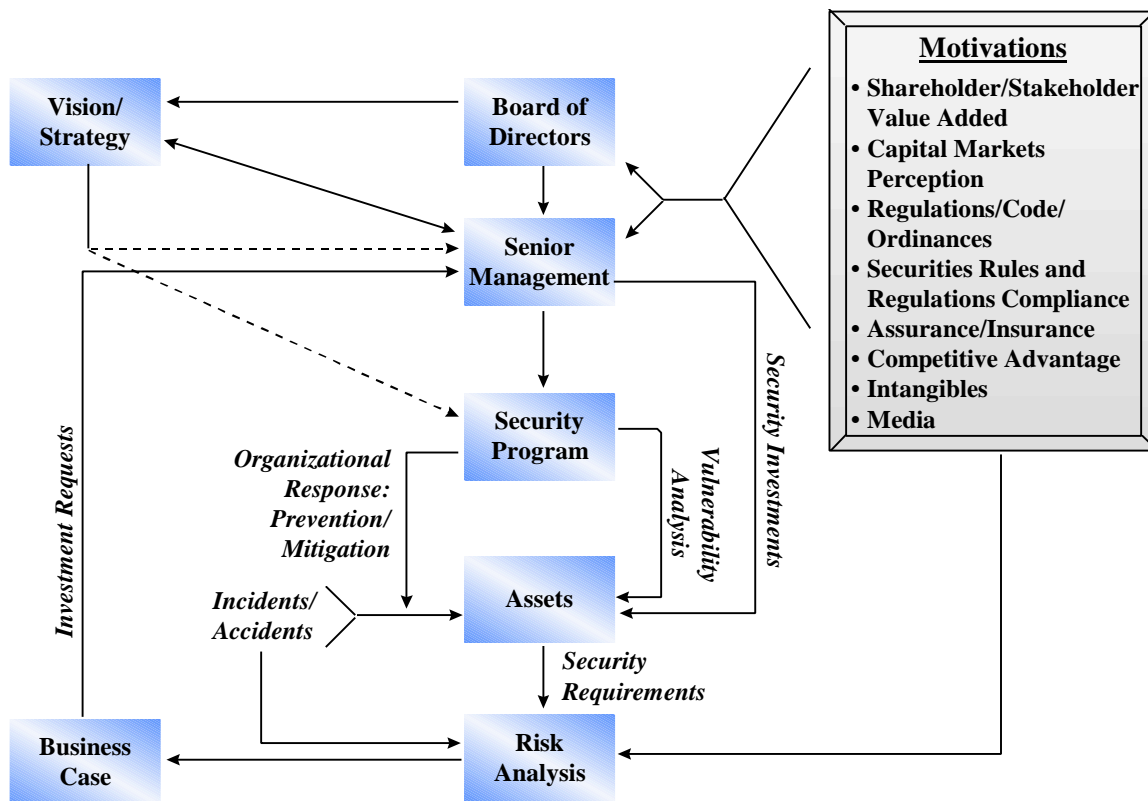 Vision/
Strategy
Board of
Directors
Motivations
• Shareholder/Stakeholder
Value Added
• Capital Markets
Perception
• Regulations/Code/
Ordinances
• Securities Rules and
Regulations Compliance
• Assurance/Insurance
• Competitive Advantage
• Intangibles
• Media
Senior
Management
Security
Program
Organizational
Response:
Prevention/
Mitigation
Vulnerability
Analysis
Security Investments
Investment Requests
Incidents/
Accidents
Assets
Security
Requirements
Business
Case
Risk
Analysis